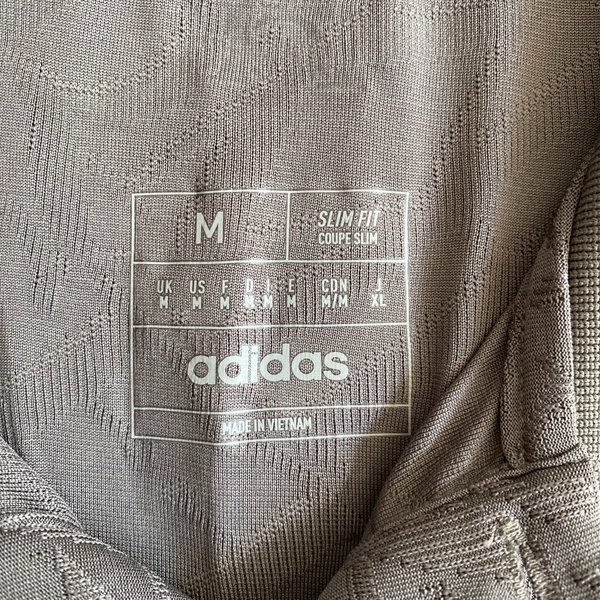 M
SLIM FIT
COUPE SLIM
UK US F D I E CDN J
M M M M M M M/M XL
adidas
MADE IN VIETNAM